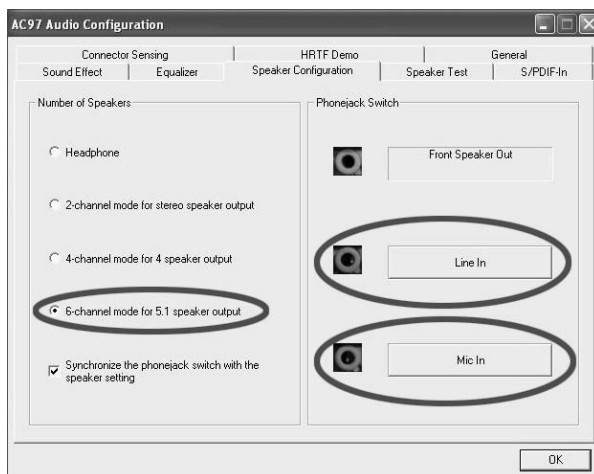 AC97 Audio Configuration
Connector Sensing
HRTF Demo
General
Sound Effect
Equalizer
Speaker Configuration
Speaker Test
S/PDIF-In
Number of Speakers
Headphone
2-channel mode for stereo speaker output
4-channel mode for 4 speaker output
6-channel mode for 5.1 speaker output
Synchronize the phonejack switch with the
speaker setting
Phonejack Switch
Front Speaker Out
Line In
Mic In
OK